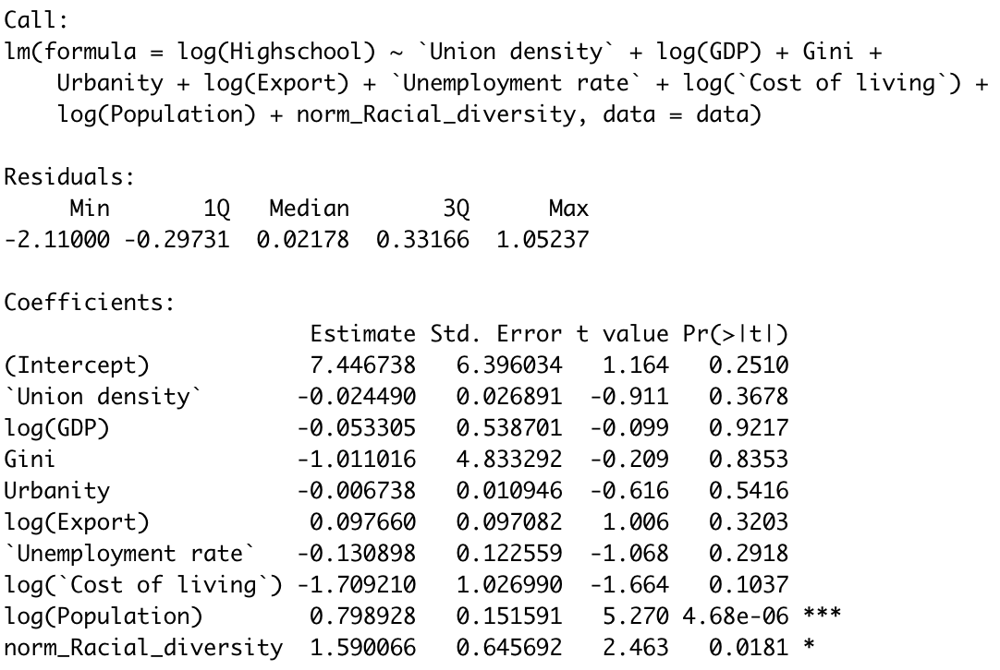 Call:
lm(formula = log(Highschool) ~ `Union density` + log(GDP) + Gini +
    Urbanity + log(Export) + `Unemployment rate` + log(`Cost of living`) +
    log(Population) + norm_Racial_diversity, data = data)

Residuals:
     Min       1Q   Median       3Q      Max
-2.11000 -0.29731  0.02178  0.33166  1.05237

Coefficients:
                       Estimate Std. Error t value Pr(>|t|)
(Intercept)            7.446738   6.396034   1.164   0.2510
`Union density`       -0.024490   0.026891  -0.911   0.3678
log(GDP)              -0.053305   0.538701  -0.099   0.9217
Gini                  -1.011016   4.833292  -0.209   0.8353
Urbanity              -0.006738   0.010946  -0.616   0.5416
log(Export)            0.097660   0.097082   1.006   0.3203
`Unemployment rate`   -0.130898   0.122559  -1.068   0.2918
log(`Cost of living`) -1.709210   1.026990  -1.664   0.1037
log(Population)        0.798928   0.151591   5.270 4.68e-06 ***
norm_Racial_diversity  1.590066   0.645692   2.463   0.0181 *